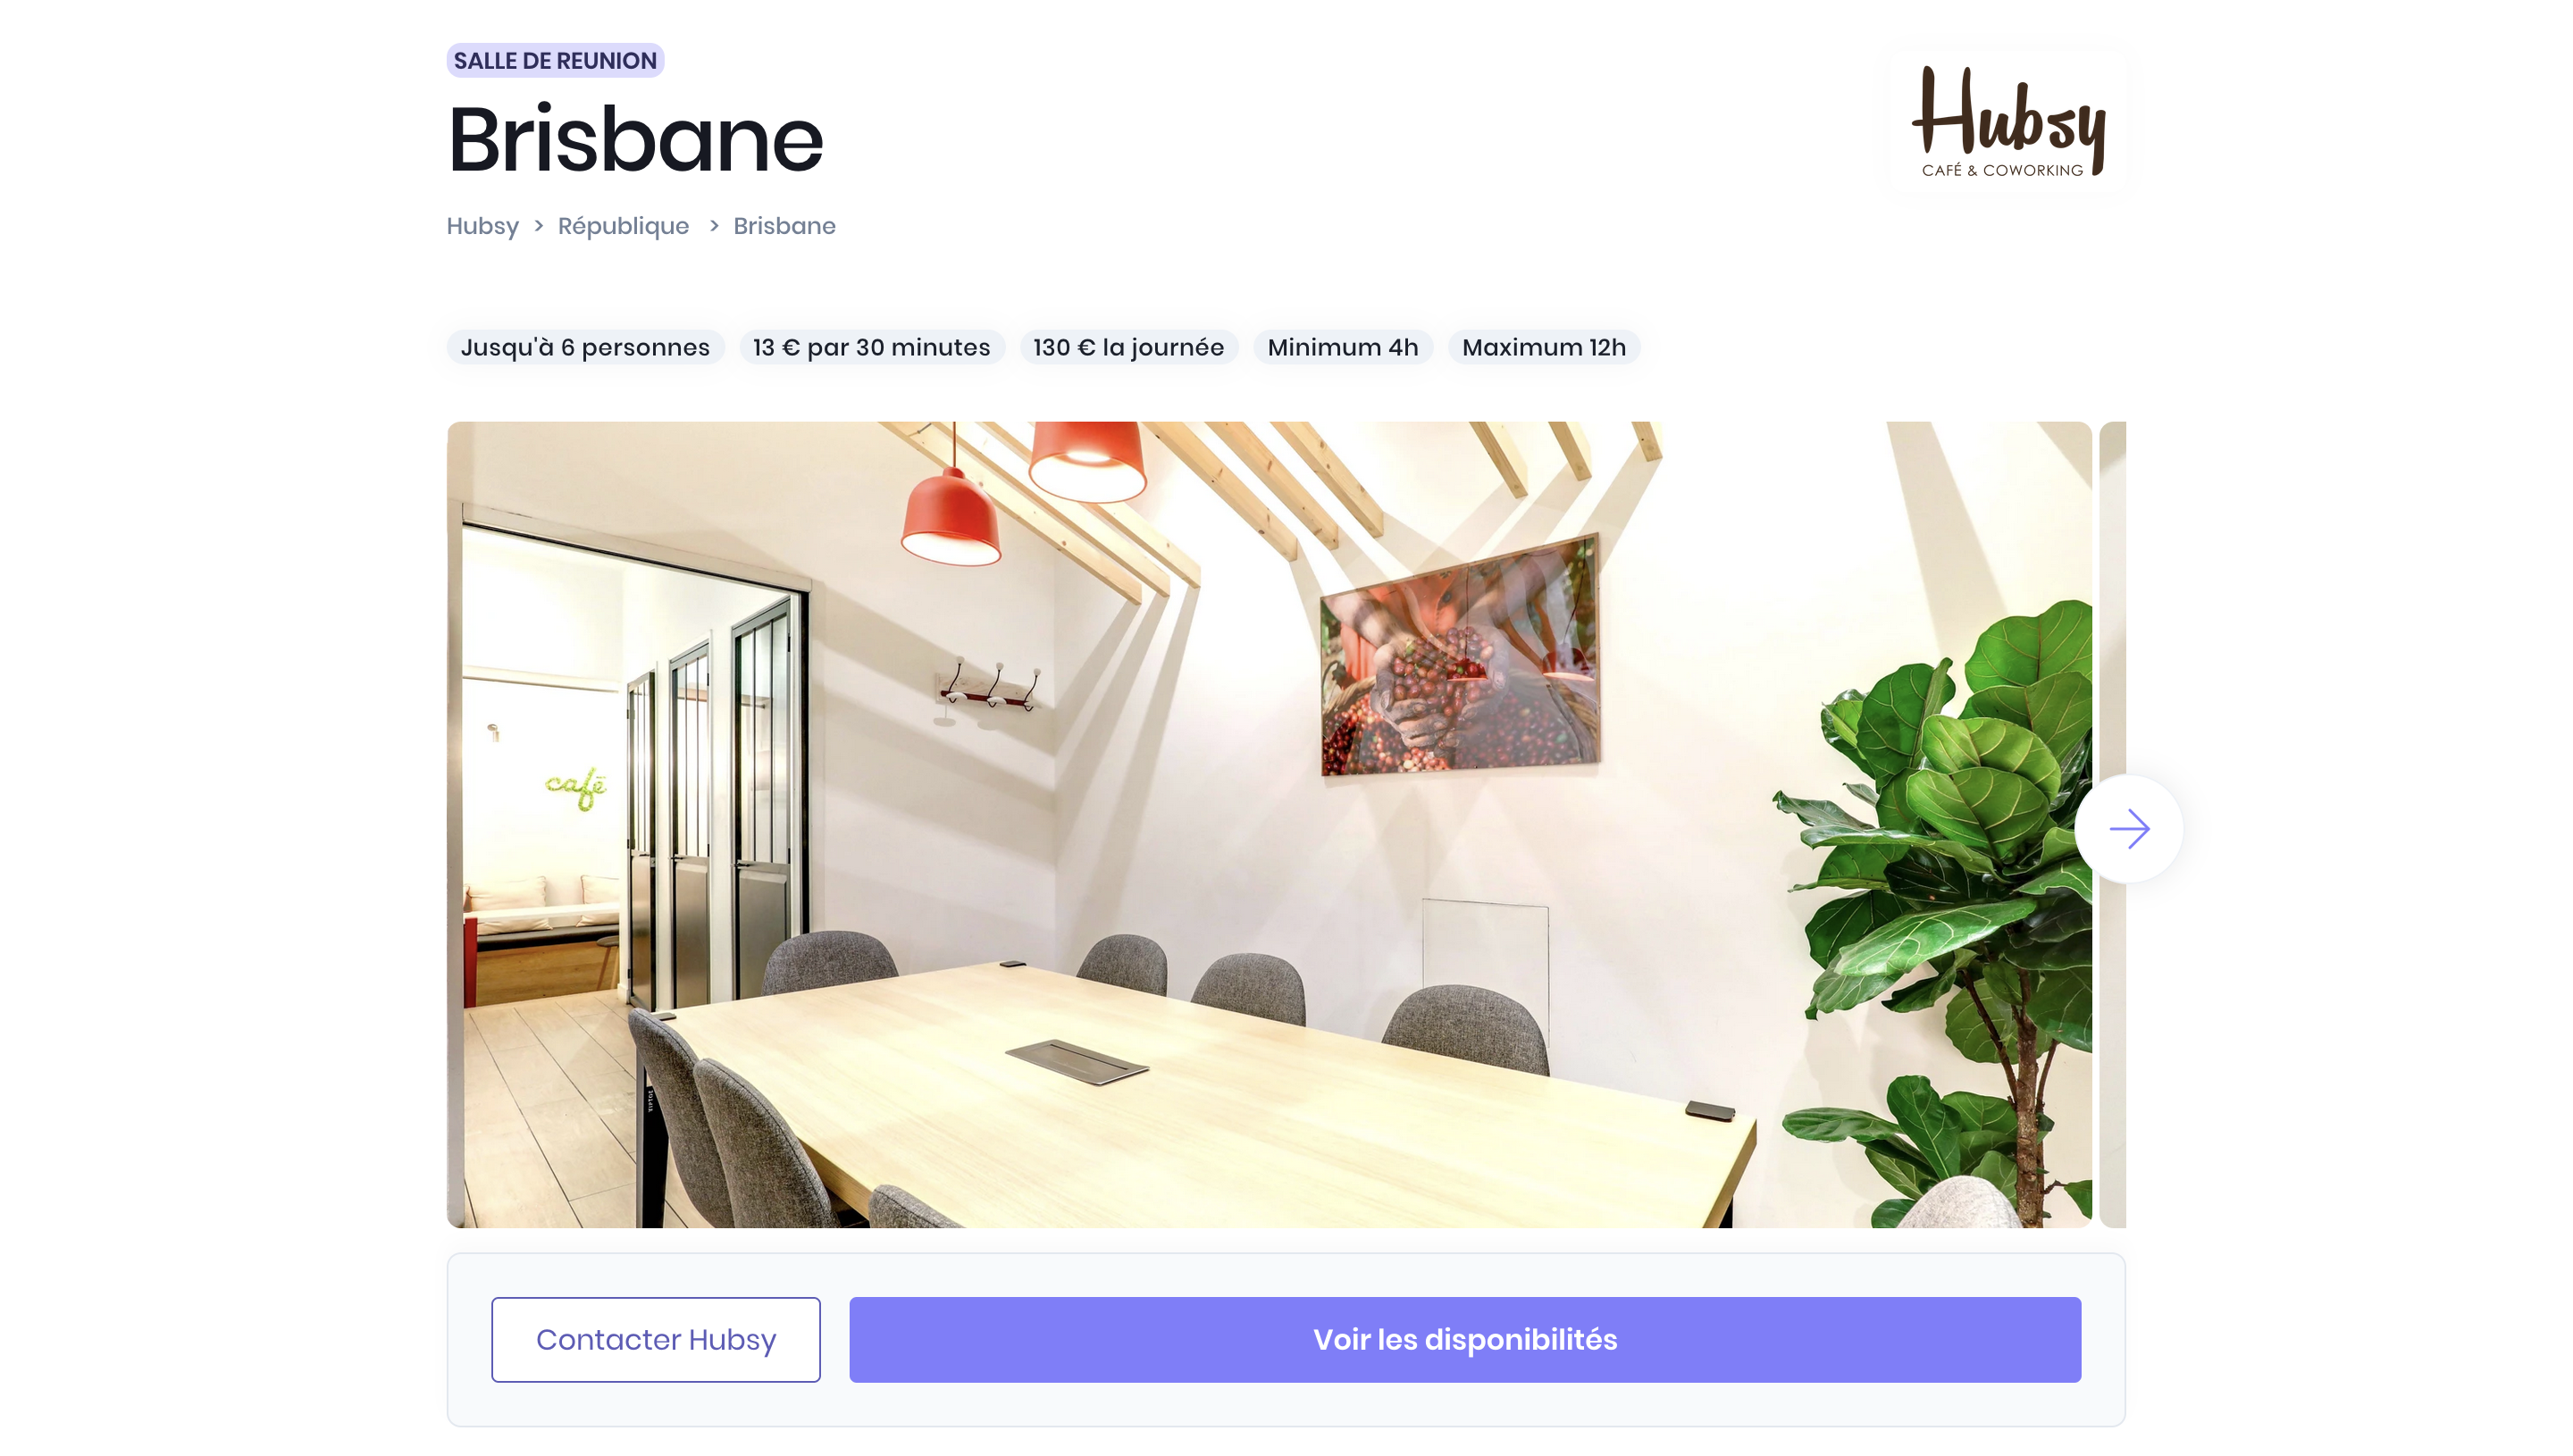 SALLE DE REUNION
Brisbane
Hubsy
CAFÉ & COWORKING
Hubsy > République > Brisbane
Jusqu'à 6 personnes
13 € par 30 minutes
130 € la journée
Minimum 4h
Maximum 12h
café
Contacter Hubsy
Voir les disponibilités